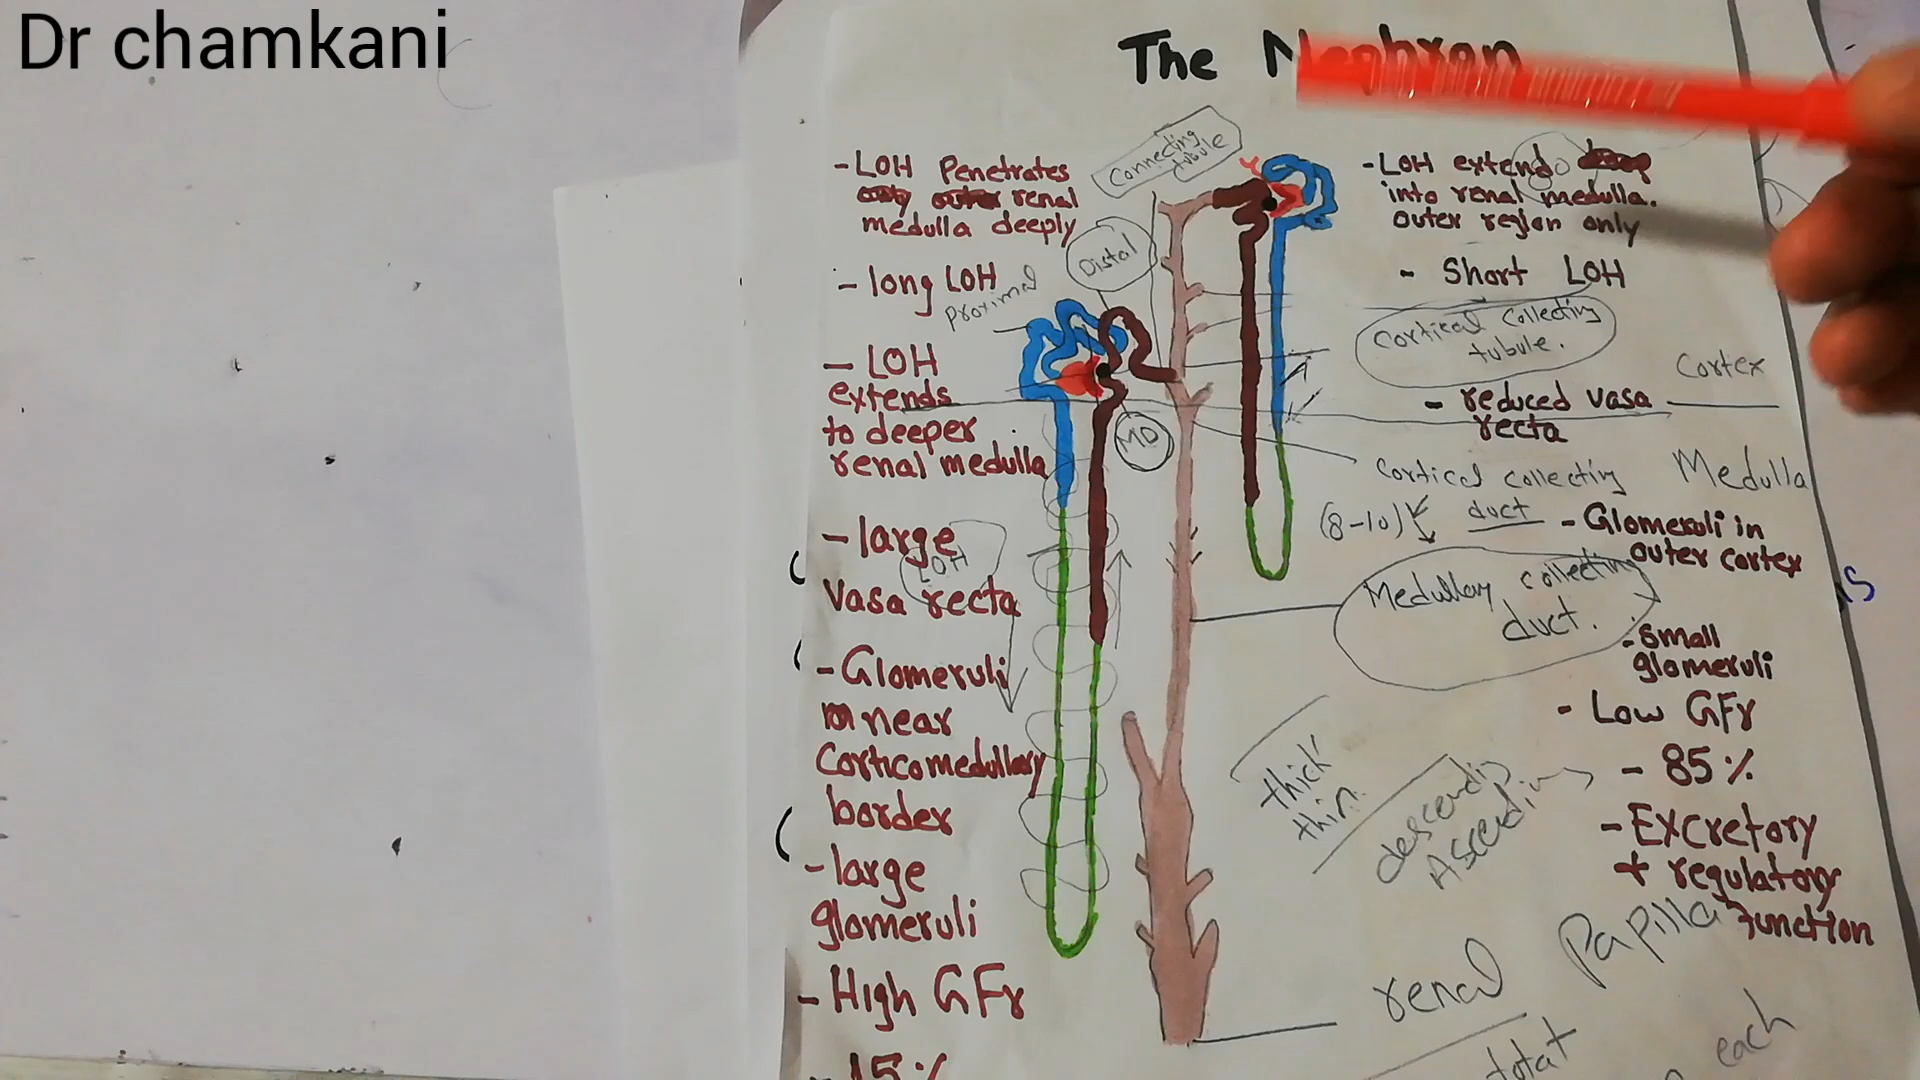 Dr chamkani
The Nephron
Connecting
tubule
- LOH Penetrates
renal
medulla deeply
- long LOH
Proximal
Distal
- LOH
extends
to deeper
renal medulla
MD
- large
LOH
Vasa recta
- Glomeruli
near
Corticomedullary
border
- large
glomeruli
- High GFr
- 15 %
- LOH extend
into renal medulla.
outer region only
- Short LOH
Cortical Collecting
tubule.
Cortex
- reduced vasa
recta
Cortical collecting
duct
(8-10)
Medulla
- Glomeruli in
outer cortex
Medullary collecting
duct.
- Small
glomeruli
- Low GFr
- 85 %
thick
thin
descendig
Ascending
- Excretory
+ regulatory
function
renal Papilla
each
S